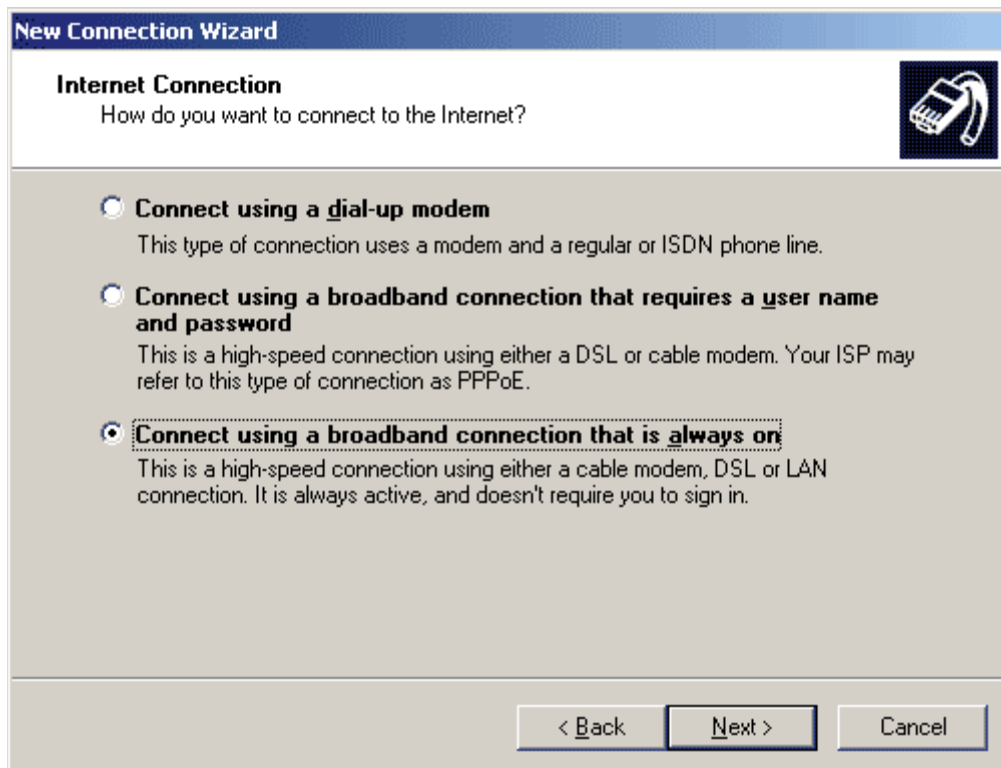 New Connection Wizard
Internet Connection
How do you want to connect to the Internet?
Connect using a dial-up modem
This type of connection uses a modem and a regular or ISDN phone line.
Connect using a broadband connection that requires a user name
and password
This is a high-speed connection using either a DSL or cable modem. Your ISP may
refer to this type of connection as PPPoE.
Connect using a broadband connection that is always on
This is a high-speed connection using either a cable modem, DSL or LAN
connection. It is always active, and doesn't require you to sign in.
< Back
Next >
Cancel